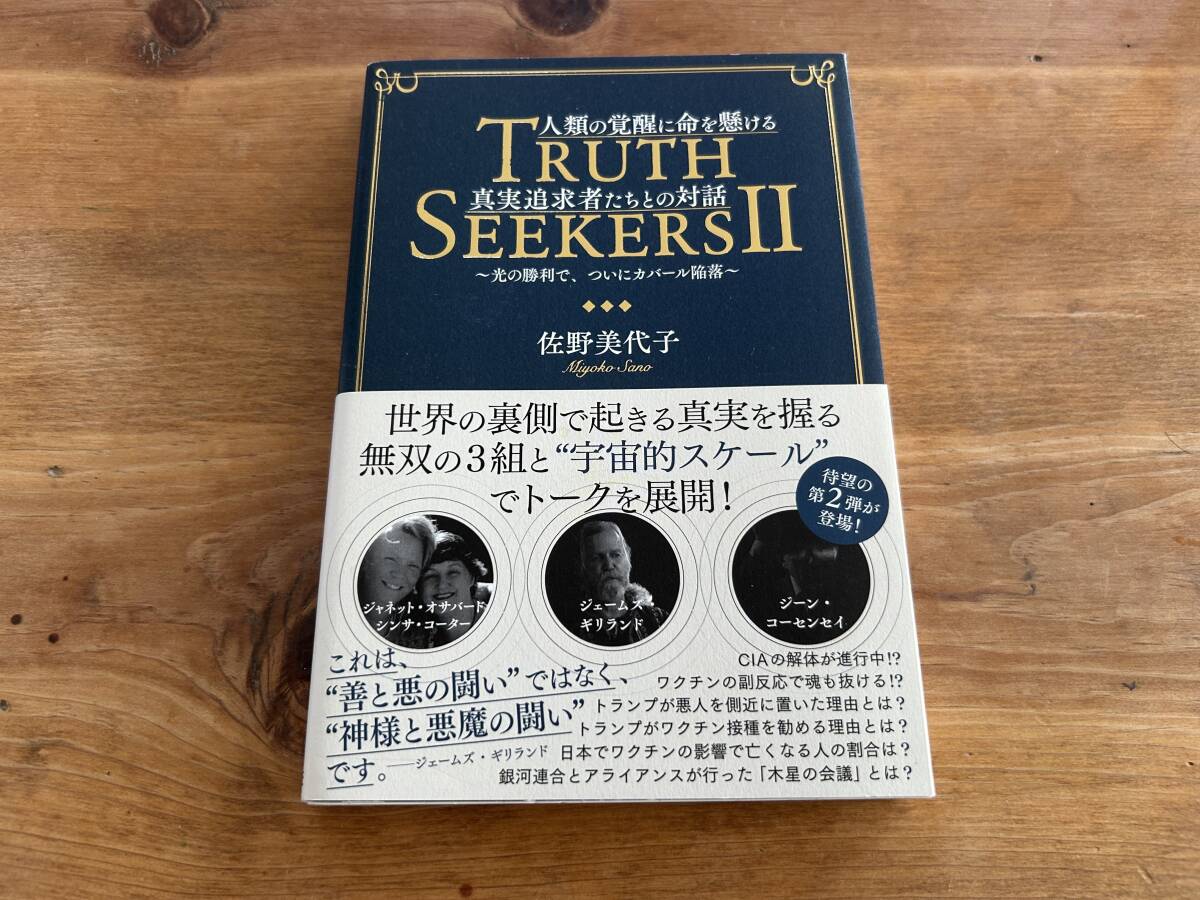 人類の覚醒に命を懸ける
TRUTH
真実追求者たちとの対話
SEEKERS II
~光の勝利で、ついにカバール陥落~
佐野美代子
Miyoko Sano
世界の裏側で起きる真実を握る
無双の3組と“宇宙的スケール”
でトークを展開!
待望の
第2弾が
登場!
ジャネット・オサバード
シンサ・コーター
ジェームズ
ギリランド
ジーン・
コーセンセイ
これは、
“善と悪の闘い”ではなく、
“神様と悪魔の闘い”
です。——ジェームズ・ギリランド
CIAの解体が進行中!?
ワクチンの副反応で魂も抜ける!?
トランプが悪人を側近に置いた理由とは?
トランプがワクチン接種を勧める理由とは?
日本でワクチンの影響で亡くなる人の割合は?
銀河連合とアライアンスが行った「木星の会議」とは?